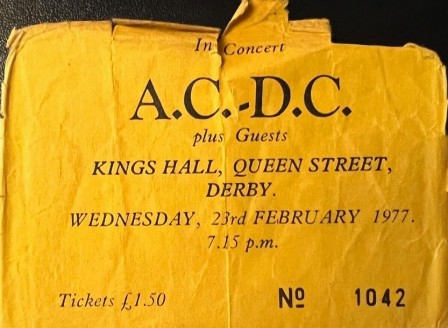 In Concert
A.C.-D.C.
plus Guests
KINGS HALL, QUEEN STREET,
DERBY.
WEDNESDAY, 23rd FEBRUARY 1977.
7.15 p.m.
Tickets £1.50 Nº 1042